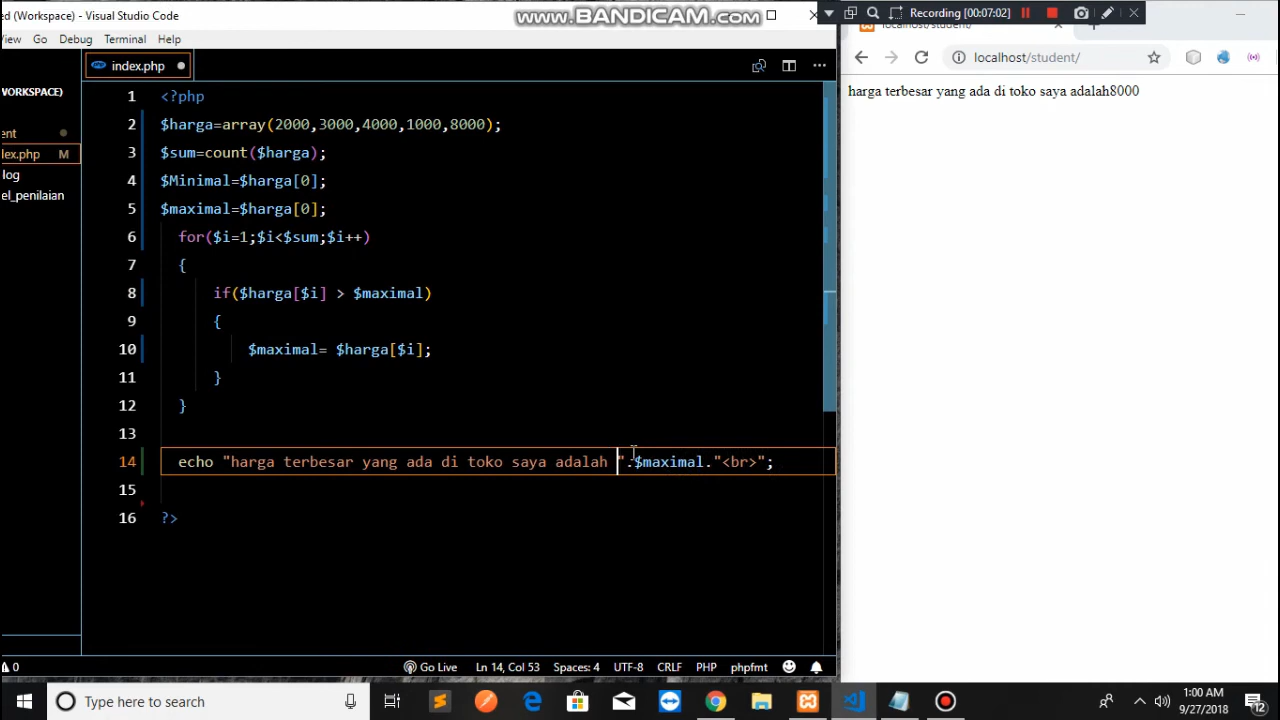 ed (Workspace) - Visual Studio Code
www.BANDICAM.com
Recording [00:07:02]
View Go Debug Terminal Help
localhost/student/
index.php
localhost/student/
WORKSPACE)
ent
dex.php M
log
el_penilaian
1 <?php
2 $harga=array(2000,3000,4000,1000,8000);
3 $sum=count($harga);
4 $Minimal=$harga[0];
5 $maximal=$harga[0];
6 for($i=1;$i<$sum;$i++)
7 {
8 if($harga[$i] > $maximal)
9 {
10 $maximal= $harga[$i];
11 }
12 }
13
14 echo "harga terbesar yang ada di toko saya adalah ".$maximal."<br>";
15
16 ?>
harga terbesar yang ada di toko saya adalah8000
0 Go Live Ln 14, Col 53 Spaces: 4 UTF-8 CRLF PHP phpfmt
Type here to search
1:00 AM
9/27/2018
12